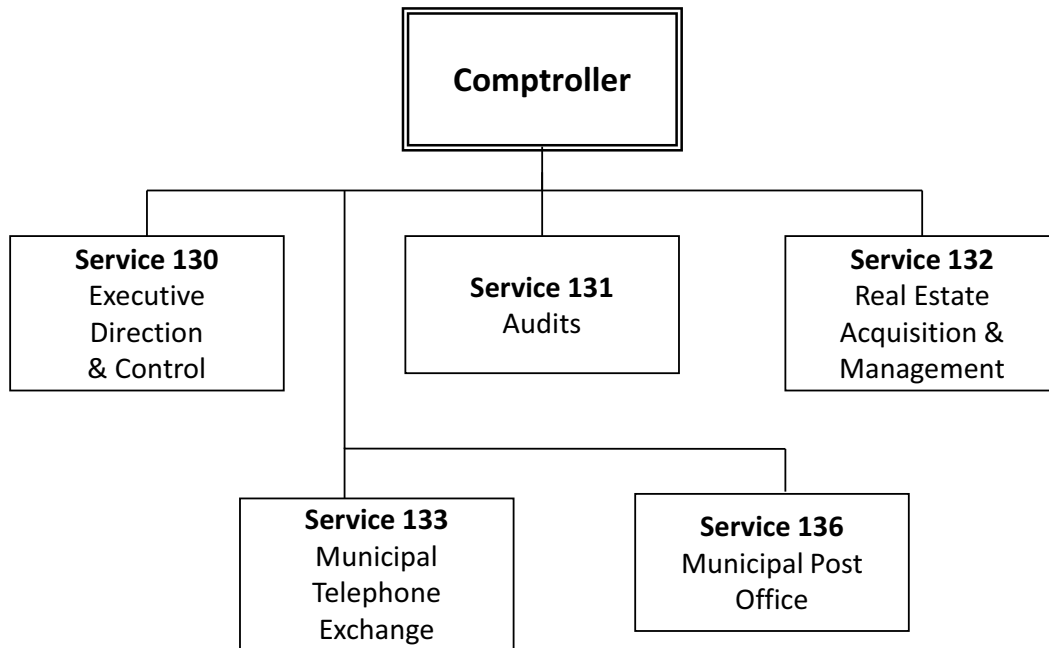 Comptroller
Service 130
Executive
Direction
& Control
Service 131
Audits
Service 132
Real Estate
Acquisition &
Management
Service 133
Municipal
Telephone
Exchange
Service 136
Municipal Post
Office